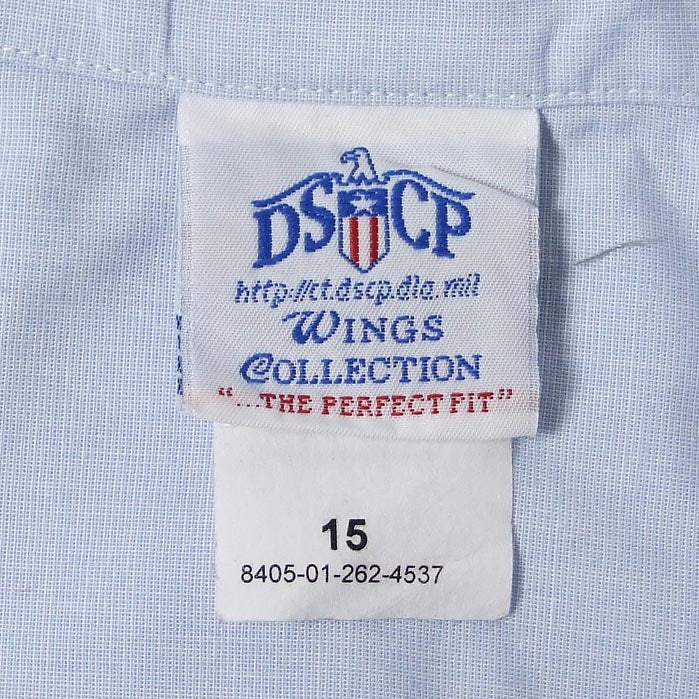 DSCP
http://ct.dscp.dla.mil
WINGS
COLLECTION
“...THE PERFECT FIT”
15
8405-01-262-4537